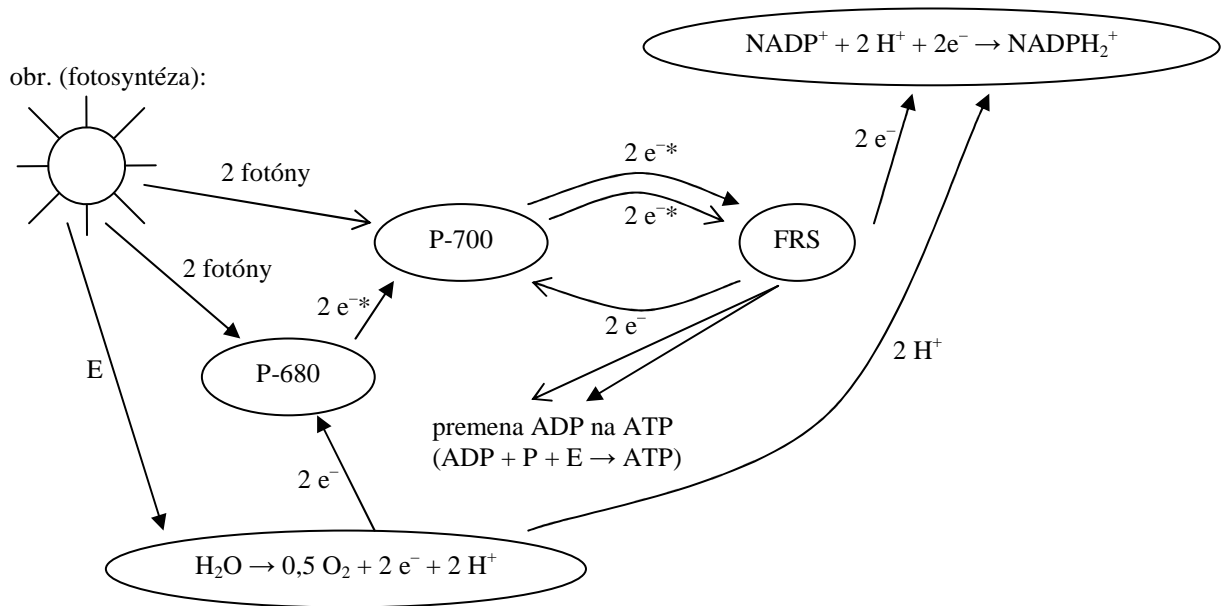 NADP⁺ + 2 H⁺ + 2e⁻ → NADPH₂⁺
obr. (fotosyntéza):
2 e⁻
2 e⁻*
2 fotóny
2 e⁻*
P-700
FRS
2 fotóny
2 e⁻*
2 e⁻
2 H⁺
E
P-680
premena ADP na ATP
(ADP + P + E → ATP)
2 e⁻
H₂O → 0,5 O₂ + 2 e⁻ + 2 H⁺